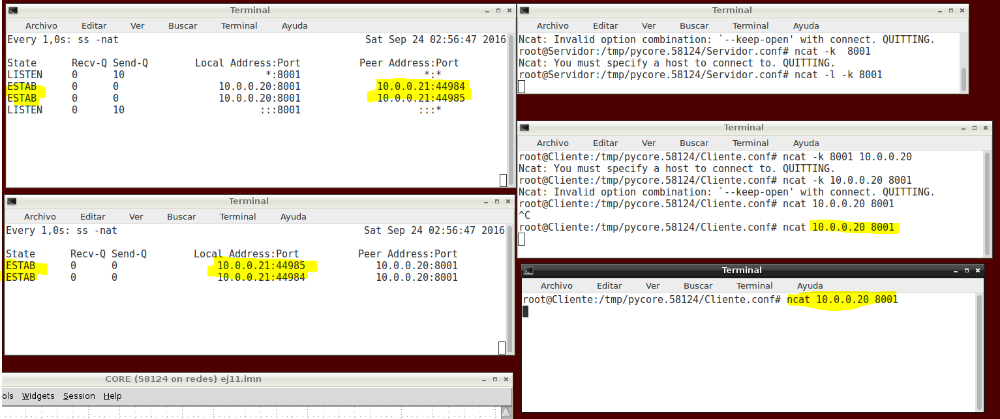 Terminal
Archivo Editar Ver Buscar Terminal Ayuda
Every 1,0s: ss -nat Sat Sep 24 02:56:47 2016
State Recv-Q Send-Q Local Address:Port Peer Address:Port
LISTEN 0 10 *:8001 *:*
ESTAB 0 0 10.0.0.20:8001 10.0.0.21:44984
ESTAB 0 0 10.0.0.20:8001 10.0.0.21:44985
LISTEN 0 10 :::8001 :::*
Terminal
Archivo Editar Ver Buscar Terminal Ayuda
Ncat: Invalid option combination: `--keep-open' with connect. QUITTING.
root@Servidor:/tmp/pycore.58124/Servidor.conf# ncat -k  8001
Ncat: You must specify a host to connect to. QUITTING.
root@Servidor:/tmp/pycore.58124/Servidor.conf# ncat -l -k 8001
Terminal
Archivo Editar Ver Buscar Terminal Ayuda
root@Cliente:/tmp/pycore.58124/Cliente.conf# ncat -k 8001 10.0.0.20
Ncat: You must specify a host to connect to. QUITTING.
root@Cliente:/tmp/pycore.58124/Cliente.conf# ncat -k 10.0.0.20 8001
Ncat: Invalid option combination: `--keep-open' with connect. QUITTING.
root@Cliente:/tmp/pycore.58124/Cliente.conf# ncat 10.0.0.20 8001
^C
root@Cliente:/tmp/pycore.58124/Cliente.conf# ncat 10.0.0.20 8001
Terminal
Archivo Editar Ver Buscar Terminal Ayuda
Every 1,0s: ss -nat Sat Sep 24 02:56:47 2016
State Recv-Q Send-Q Local Address:Port Peer Address:Port
ESTAB 0 0 10.0.0.21:44985 10.0.0.20:8001
ESTAB 0 0 10.0.0.21:44984 10.0.0.20:8001
Terminal
Archivo Editar Ver Buscar Terminal Ayuda
root@Cliente:/tmp/pycore.58124/Cliente.conf# ncat 10.0.0.20 8001
CORE (58124 on redes) ej11.imn
ols Widgets Session Help